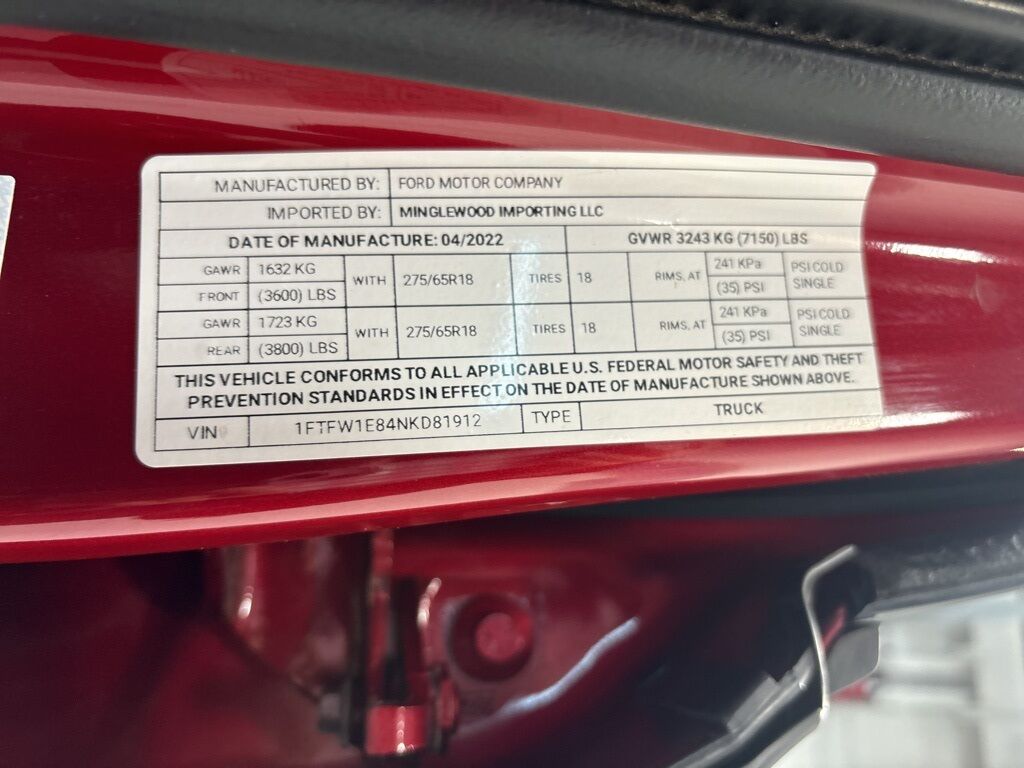 MANUFACTURED BY: FORD MOTOR COMPANY
IMPORTED BY: MINGLEWOOD IMPORTING LLC
DATE OF MANUFACTURE: 04/2022 GVWR 3243 KG (7150) LBS
GAWR 1632 KG WITH 275/65R18 TIRES 18 RIMS, AT 241 KPa PSI COLD
FRONT (3600) LBS (35) PSI SINGLE
GAWR 1723 KG WITH 275/65R18 TIRES 18 RIMS, AT 241 KPa PSI COLD
REAR (3800) LBS (35) PSI SINGLE
THIS VEHICLE CONFORMS TO ALL APPLICABLE U.S. FEDERAL MOTOR SAFETY AND THEFT
PREVENTION STANDARDS IN EFFECT ON THE DATE OF MANUFACTURE SHOWN ABOVE.
VIN 1FTFW1E84NKD81912 TYPE TRUCK